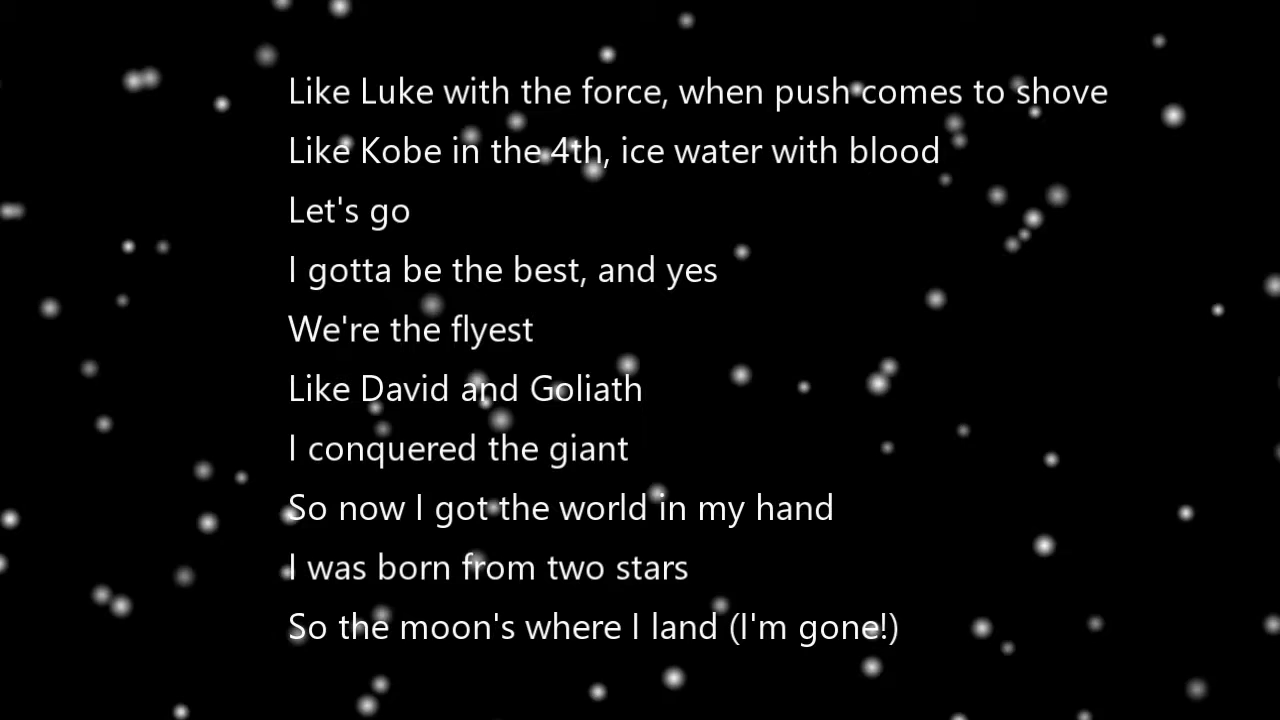 Like Luke with the force, when push comes to shove
Like Kobe in the 4th, ice water with blood
Let's go
I gotta be the best, and yes
We're the flyest
Like David and Goliath
I conquered the giant
So now I got the world in my hand
I was born from two stars
So the moon's where I land (I'm gone!)